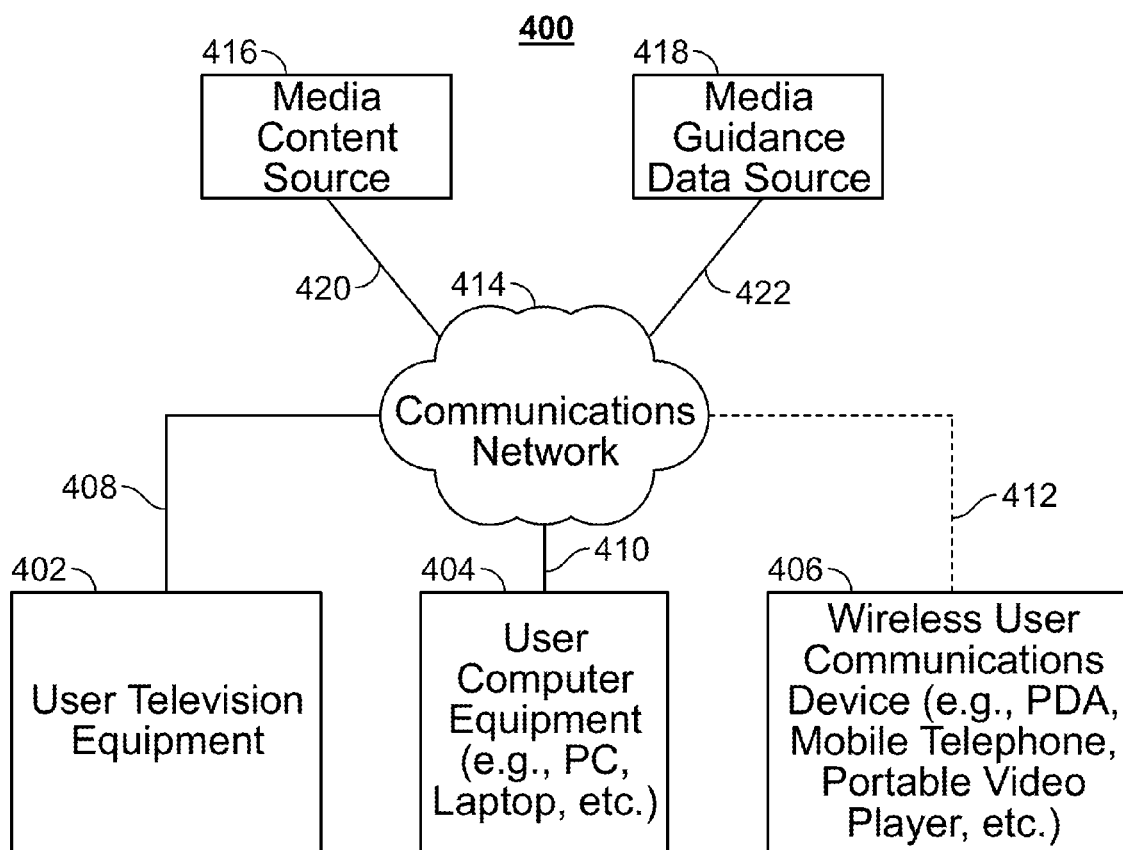 400
416
Media
Content
Source
418
Media
Guidance
Data Source
420
414
422
Communications
Network
408
410
412
402
User Television
Equipment
404
User
Computer
Equipment
(e.g., PC,
Laptop, etc.)
406
Wireless User
Communications
Device (e.g., PDA,
Mobile Telephone,
Portable Video
Player, etc.)